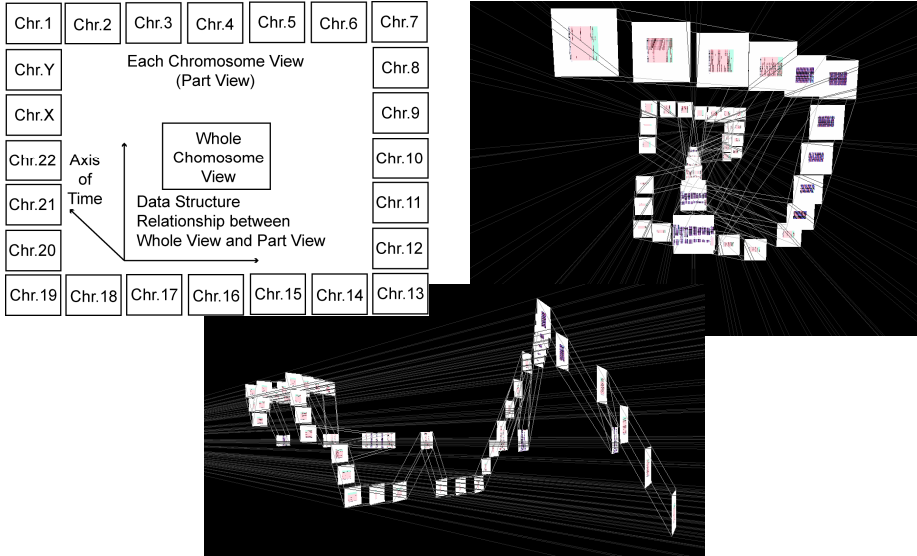 Chr.1 Chr.2 Chr.3 Chr.4 Chr.5 Chr.6 Chr.7
Chr.Y
Each Chromosome View
(Part View)
Chr.8
Chr.X
Chr.9
Whole
Chomosome
View
Chr.22
Axis
of
Time
Chr.10
Chr.21
Data Structure
Relationship between
Whole View and Part View
Chr.11
Chr.20
Chr.12
Chr.19 Chr.18 Chr.17 Chr.16 Chr.15 Chr.14 Chr.13